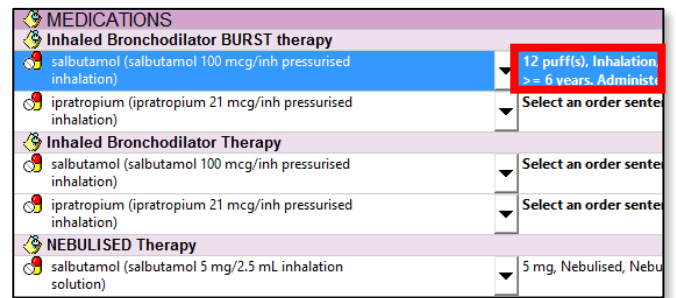 MEDICATIONS
Inhaled Bronchodilator BURST therapy
salbutamol (salbutamol 100 mcg/inh pressurised 12 puff(s), Inhalation,
inhalation) >= 6 years. Administe
ipratropium (ipratropium 21 mcg/inh pressurised Select an order senten
inhalation)
Inhaled Bronchodilator Therapy
salbutamol (salbutamol 100 mcg/inh pressurised Select an order senten
inhalation)
ipratropium (ipratropium 21 mcg/inh pressurised Select an order senten
inhalation)
NEBULISED Therapy
salbutamol (salbutamol 5 mg/2.5 mL inhalation 5 mg, Nebulised, Nebu
solution)